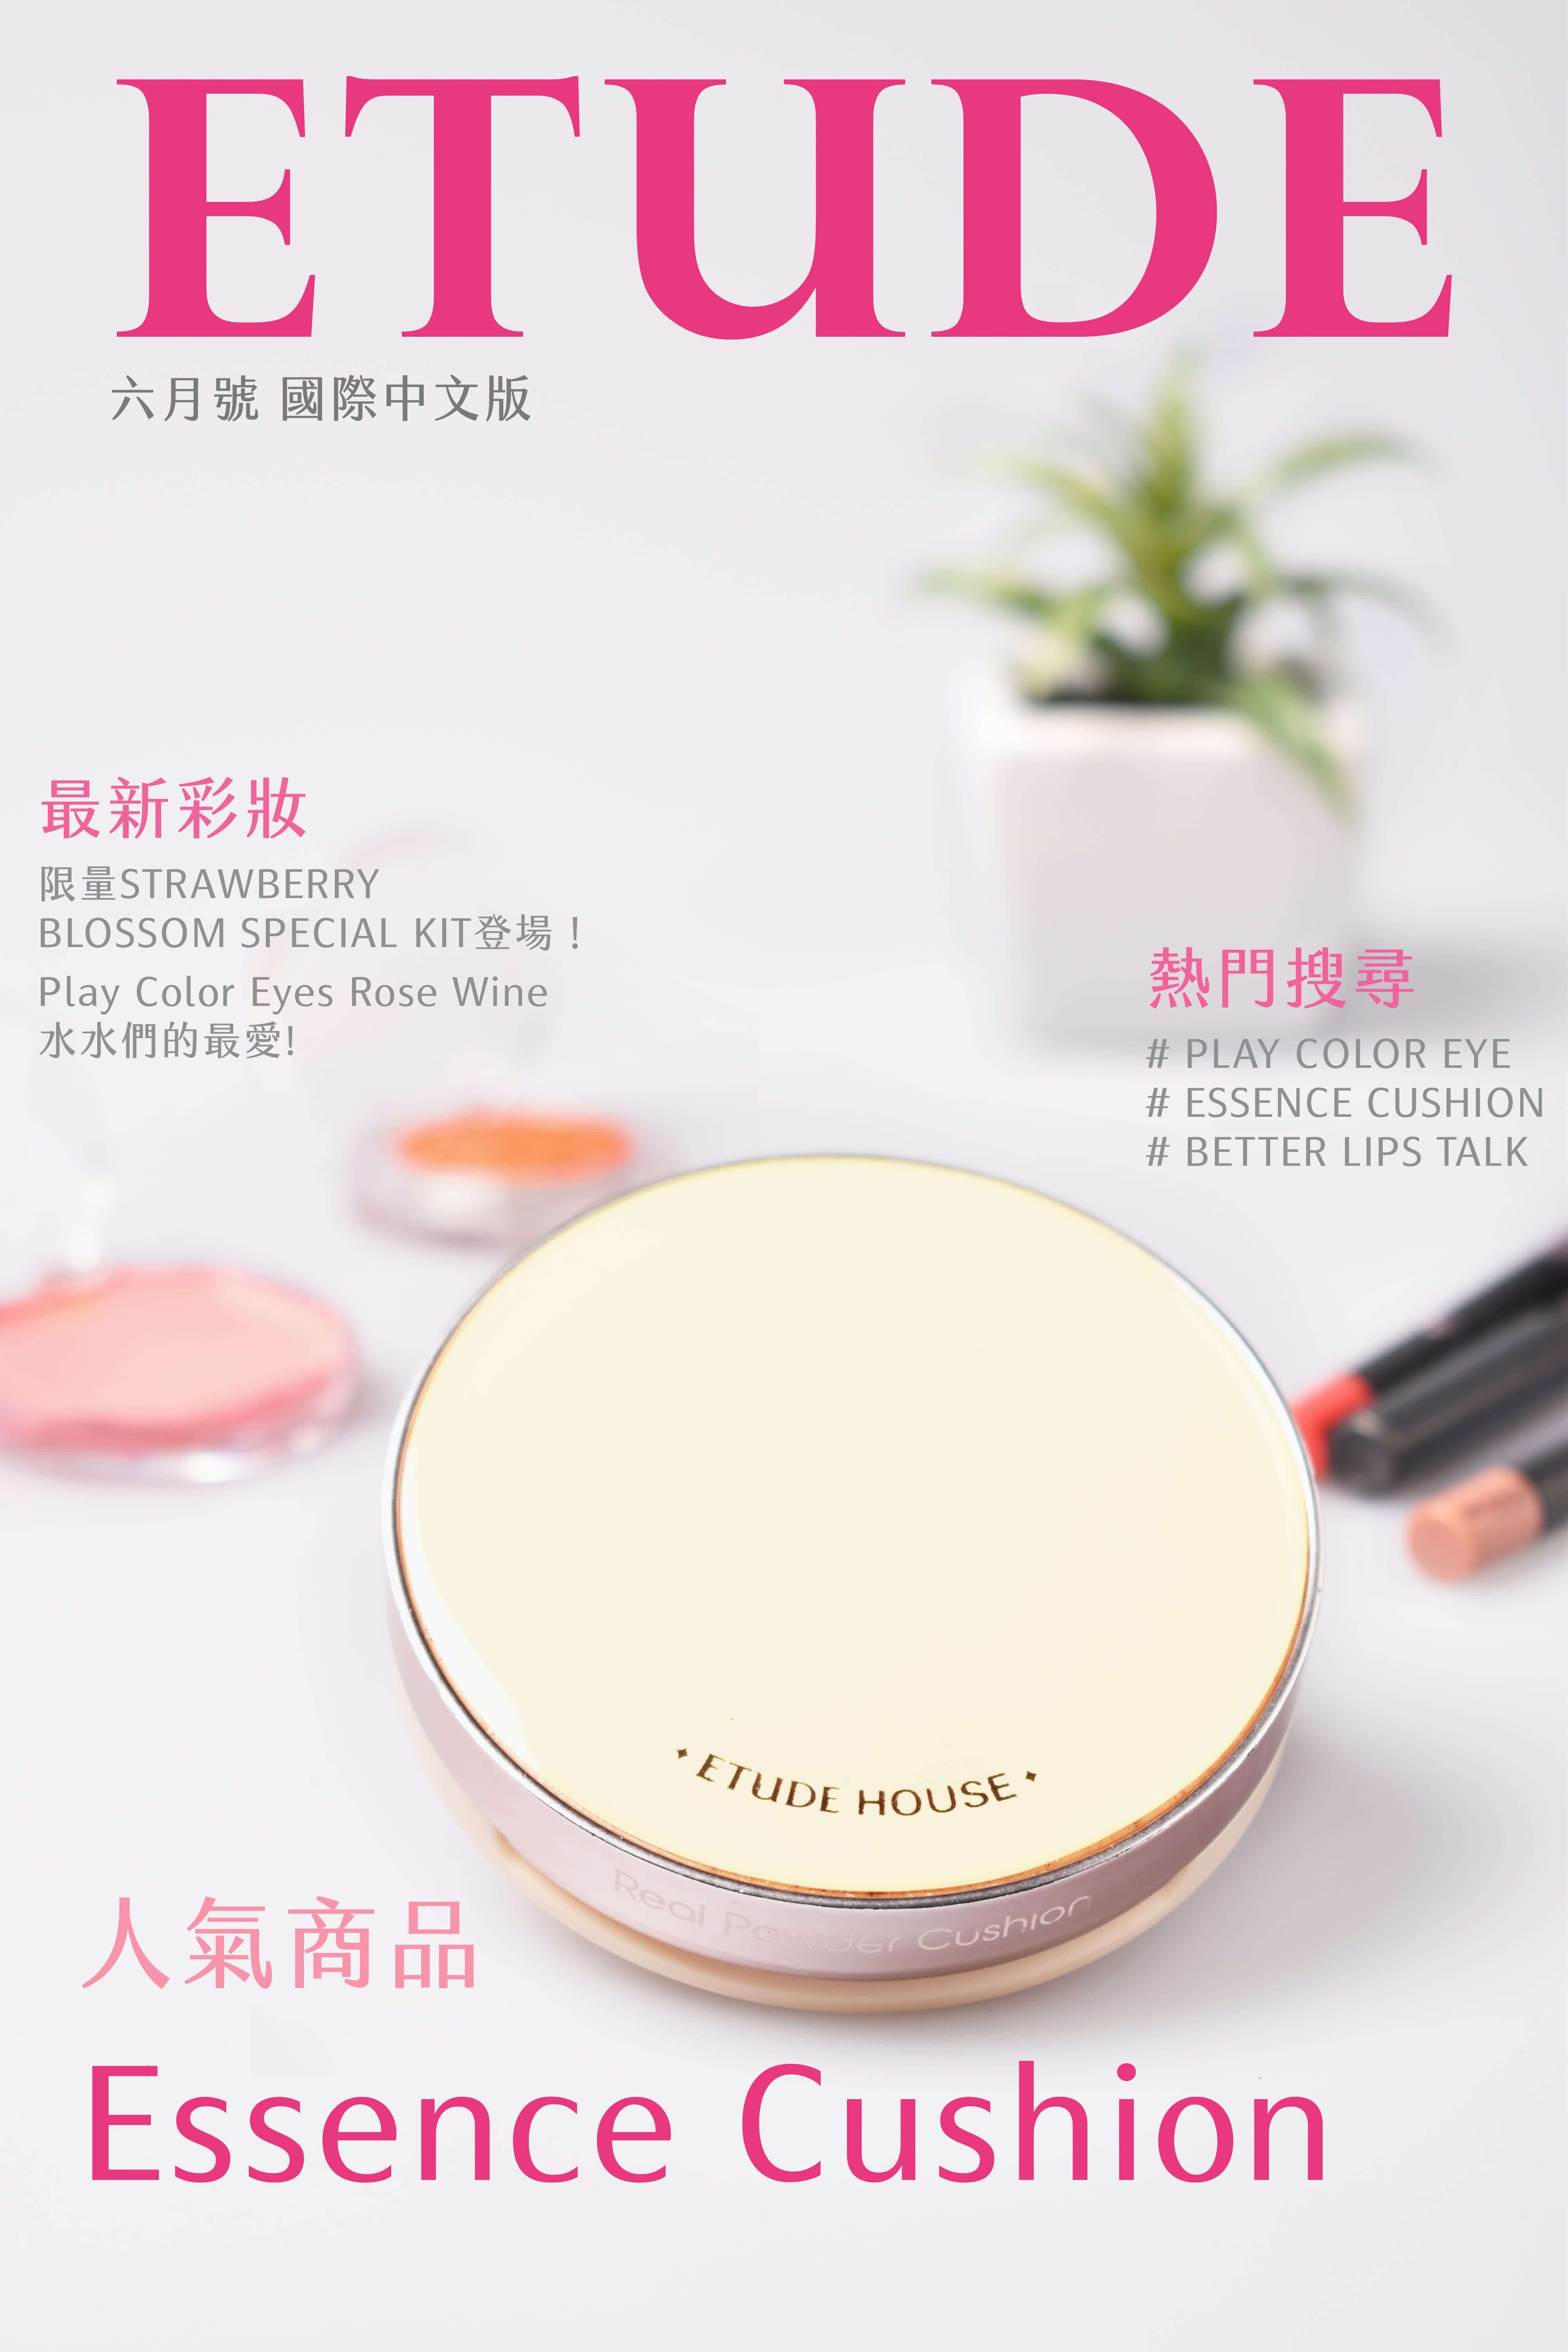 ETUDE
六月號 國際中文版
最新彩妝
限量STRAWBERRY
BLOSSOM SPECIAL KIT登場！
Play Color Eyes Rose Wine
水水們的最愛!
熱門搜尋
# PLAY COLOR EYE
# ESSENCE CUSHION
# BETTER LIPS TALK
ETUDE HOUSE
Real Powder Cushion
人氣商品
Essence Cushion